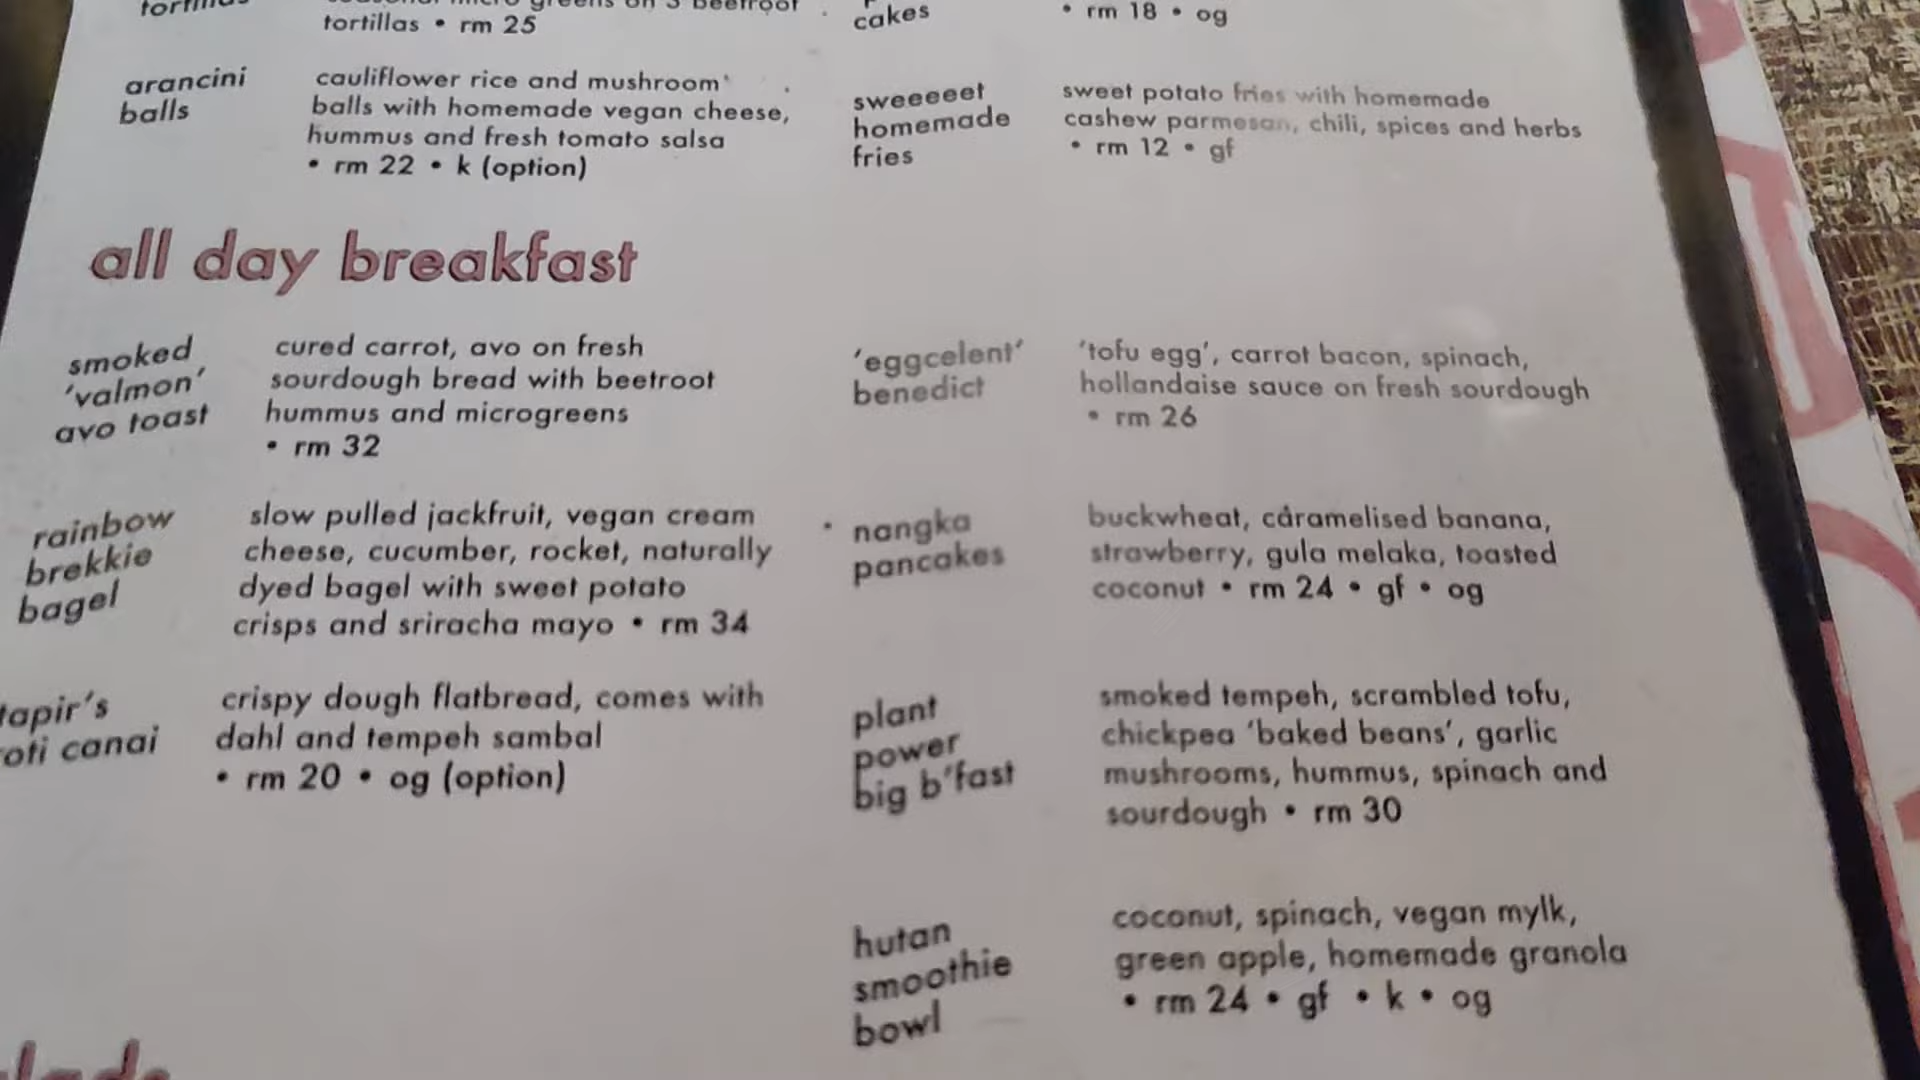 tortillas • rm 25
cakes
• rm 18 • og
arancini
balls
cauliflower rice and mushroom
balls with homemade vegan cheese,
hummus and fresh tomato salsa
• rm 22 • k (option)
sweeeeet
homemade
fries
sweet potato fries with homemade
cashew parmesan, chili, spices and herbs
• rm 12 • gf
all day breakfast
smoked
'valmon'
avo toast
cured carrot, avo on fresh
sourdough bread with beetroot
hummus and microgreens
• rm 32
'eggcelent'
benedict
'tofu egg', carrot bacon, spinach,
hollandaise sauce on fresh sourdough
• rm 26
rainbow
brekkie
bagel
slow pulled jackfruit, vegan cream
cheese, cucumber, rocket, naturally
dyed bagel with sweet potato
crisps and sriracha mayo • rm 34
nangka
pancakes
buckwheat, caramelised banana,
strawberry, gula melaka, toasted
coconut • rm 24 • gf • og
tapir's
roti canai
crispy dough flatbread, comes with
dahl and tempeh sambal
• rm 20 • og (option)
plant
power
big b'fast
smoked tempeh, scrambled tofu,
chickpea 'baked beans', garlic
mushrooms, hummus, spinach and
sourdough • rm 30
hutan
smoothie
bowl
coconut, spinach, vegan mylk,
green apple, homemade granola
• rm 24 • gf • k • og